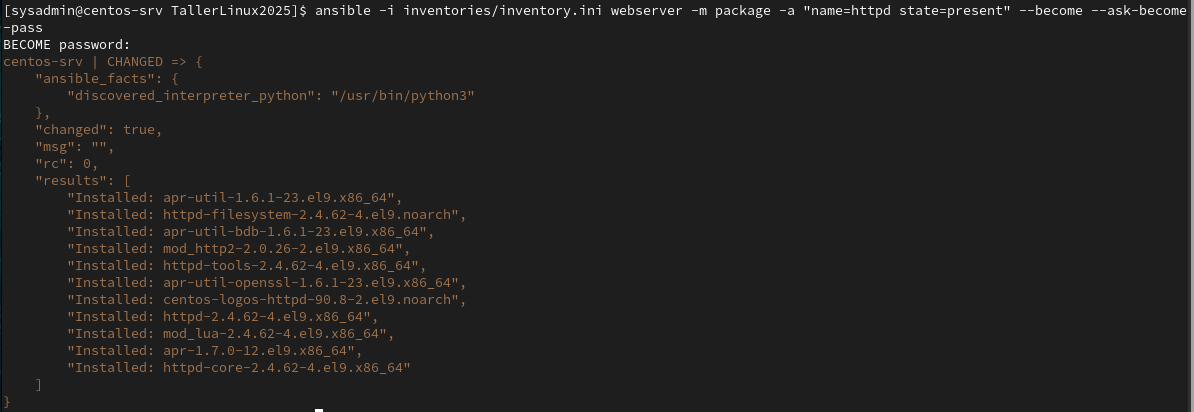 [sysadmin@centos-srv TallerLinux2025]$ ansible -i inventories/inventory.ini webserver -m package -a "name=httpd state=present" --become --ask-become
-pass
BECOME password:
centos-srv | CHANGED => {
    "ansible_facts": {
        "discovered_interpreter_python": "/usr/bin/python3"
    },
    "changed": true,
    "msg": "",
    "rc": 0,
    "results": [
        "Installed: apr-util-1.6.1-23.el9.x86_64",
        "Installed: httpd-filesystem-2.4.62-4.el9.noarch",
        "Installed: apr-util-bdb-1.6.1-23.el9.x86_64",
        "Installed: mod_http2-2.0.26-2.el9.x86_64",
        "Installed: httpd-tools-2.4.62-4.el9.x86_64",
        "Installed: apr-util-openssl-1.6.1-23.el9.x86_64",
        "Installed: centos-logos-httpd-90.8-2.el9.noarch",
        "Installed: httpd-2.4.62-4.el9.x86_64",
        "Installed: mod_lua-2.4.62-4.el9.x86_64",
        "Installed: apr-1.7.0-12.el9.x86_64",
        "Installed: httpd-core-2.4.62-4.el9.x86_64"
    ]
}